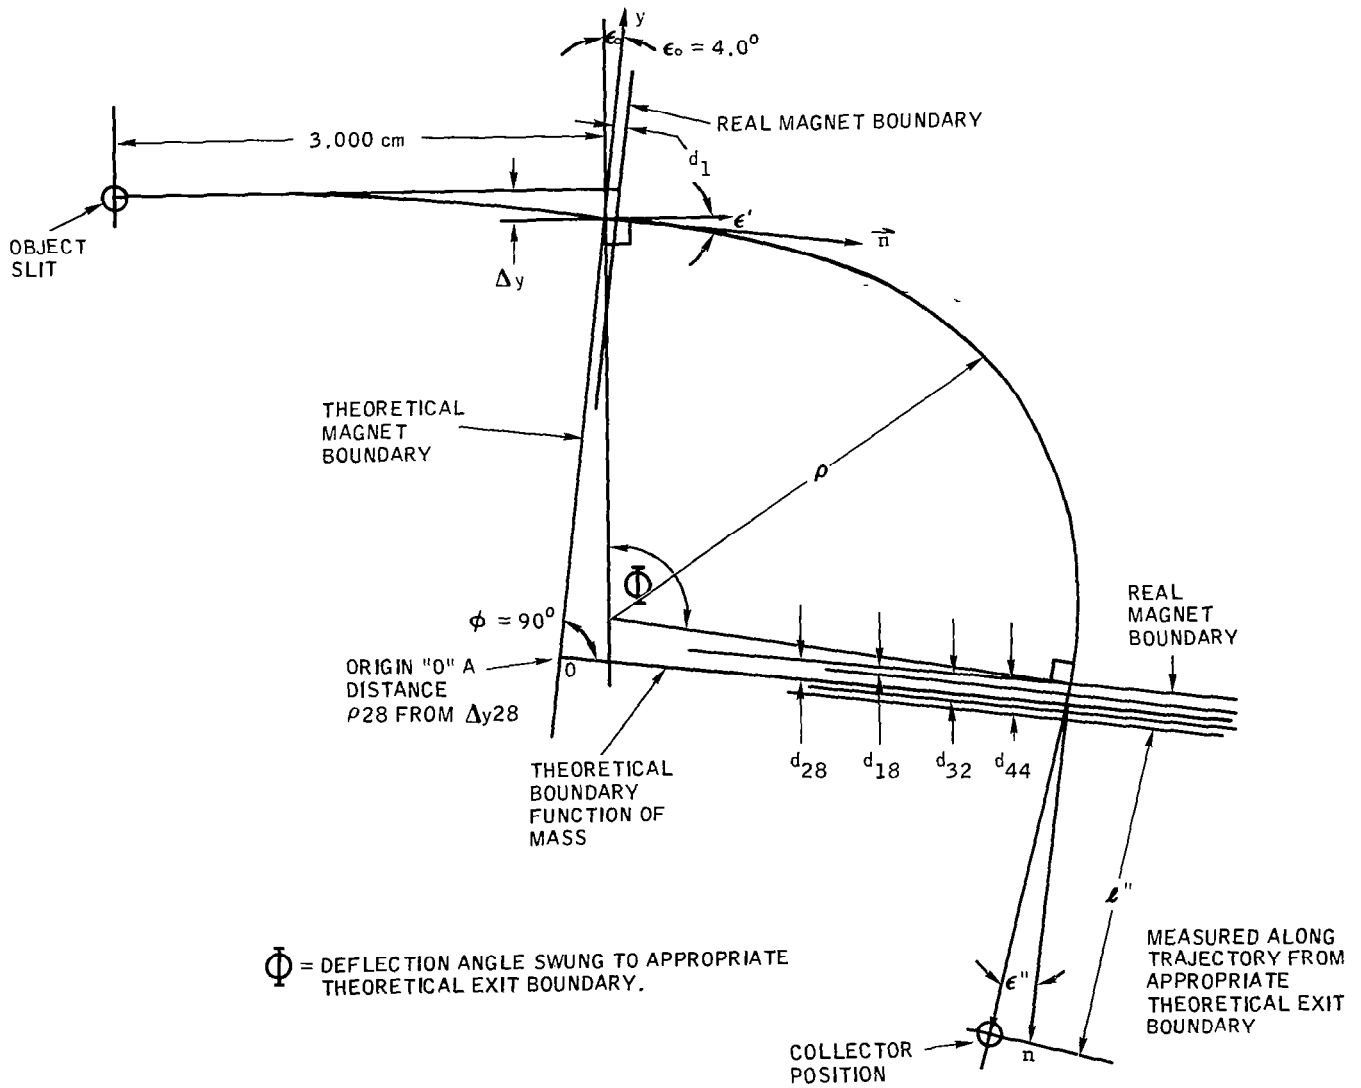 y
ϵₒ
ϵₒ = 4.0°
REAL MAGNET BOUNDARY
3.000 cm
d₁
ϵ'
n
OBJECT
SLIT
Δy
THEORETICAL
MAGNET
BOUNDARY
ρ
Φ
REAL
MAGNET
BOUNDARY
ϕ = 90°
ORIGIN "O" A
DISTANCE
ρ28 FROM Δy28
O
d₂₈
d₁₈
d₃₂
d₄₄
THEORETICAL
BOUNDARY
FUNCTION OF
MASS
ℓ"
MEASURED ALONG
TRAJECTORY FROM
APPROPRIATE
THEORETICAL EXIT
BOUNDARY
Φ = DEFLECTION ANGLE SWUNG TO APPROPRIATE
THEORETICAL EXIT BOUNDARY.
ϵ"
n
COLLECTOR
POSITION